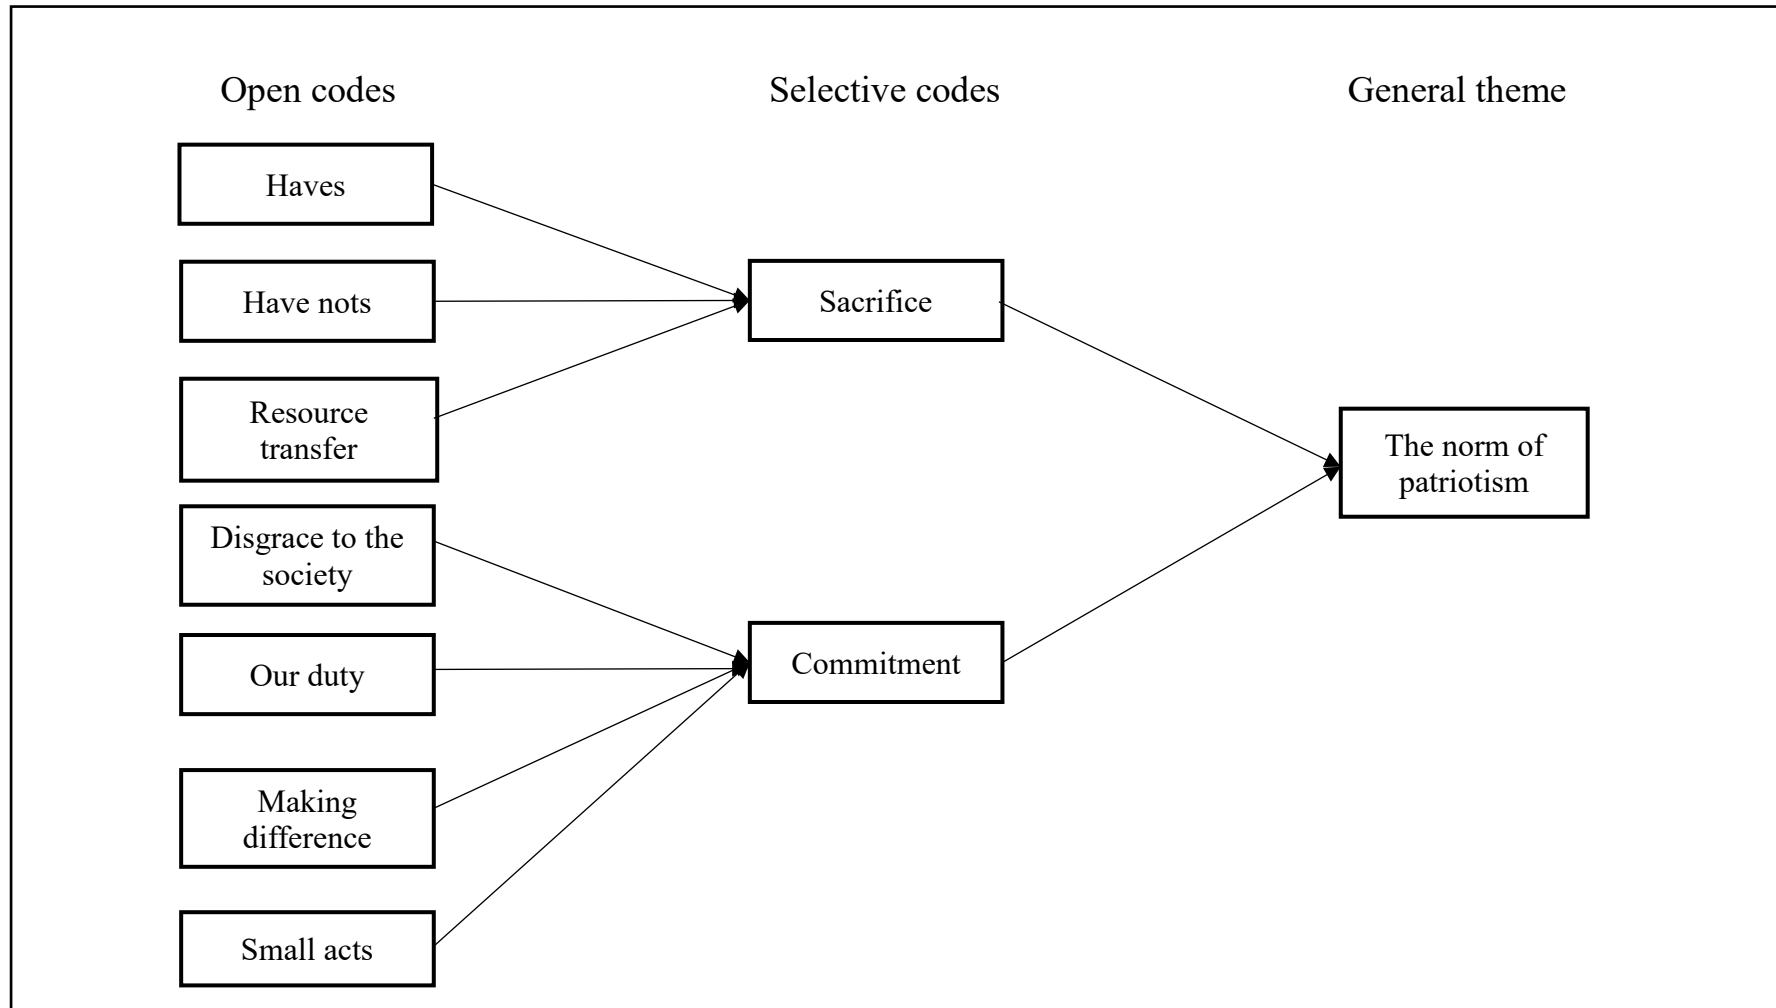 Open codes
Selective codes
General theme
Haves
Have nots
Resource
transfer
Disgrace to the
society
Our duty
Making
difference
Small acts
Sacrifice
Commitment
The norm of
patriotism